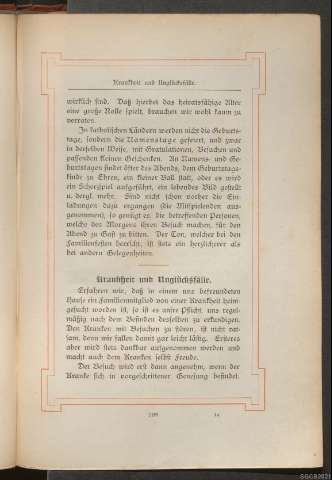 Krankheit und Unglücksfälle.
wirklich sind. Daß hierbei das heiratsfähige Alter
eine große Rolle spielt, brauchen wir wohl kaum zu
verraten.
In katholischen Ländern werden nicht die Geburts-
tage, sondern die Namenstage gefeiert, und zwar
in derselben Weise, mit Gratulationen, Besuchen und
passenden kleinen Geschenken. An Namens- und Ge-
burtstagen findet öfter des Abends, dem Geburtstags-
kinde zu Ehren, ein kleiner Ball statt, oder es wird
ein Scherzspiel aufgeführt, ein lebendes Bild gestellt
u. dergl. mehr. Sind nicht schon vorher die Ein-
ladungen dazu ergangen (die Mitspielenden aus-
genommen), so genügt es, die betreffenden Personen,
welche des Morgens ihren Besuch machen, für den
Abend zu Gast zu bitten. Der Ton, welcher bei den
Familienfesten herrscht, ist stets ein herzlicherer als
bei andern Gelegenheiten.
Krankheit und Unglücksfälle.
Erfahren wir, daß in einem uns befreundeten
Hause ein Familienmitglied von einer Krankheit heim-
gesucht worden ist, so ist es unsre Pflicht, uns regel-
mäßig nach dem Befinden desselben zu erkundigen.
Den Kranken mit Besuchen zu stören, ist nicht rat-
sam, denn wir fallen damit gar leicht lästig. Ersteres
aber wird stets dankbar aufgenommen werden und
macht auch dem Kranken selbst Freude.
Der Besuch wird erst dann angenehm, wenn der
Kranke sich in vorgeschrittener Genesung befindet.
14